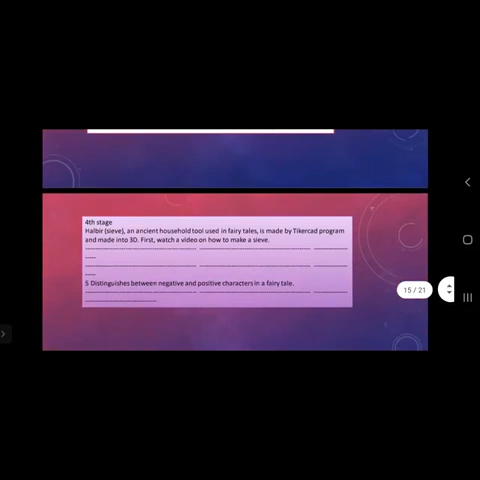 4th stage
Halbir (sieve), an ancient household tool used in fairy tales, is made by Tikercad program
and made into 3D. First, watch a video on how to make a sieve.
5 Distinguishes between negative and positive characters in a fairy tale.
15 / 21